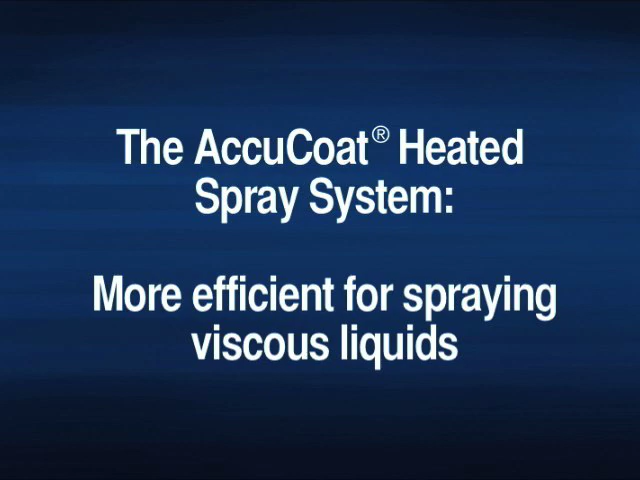 The AccuCoat® Heated
Spray System:
More efficient for spraying
viscous liquids